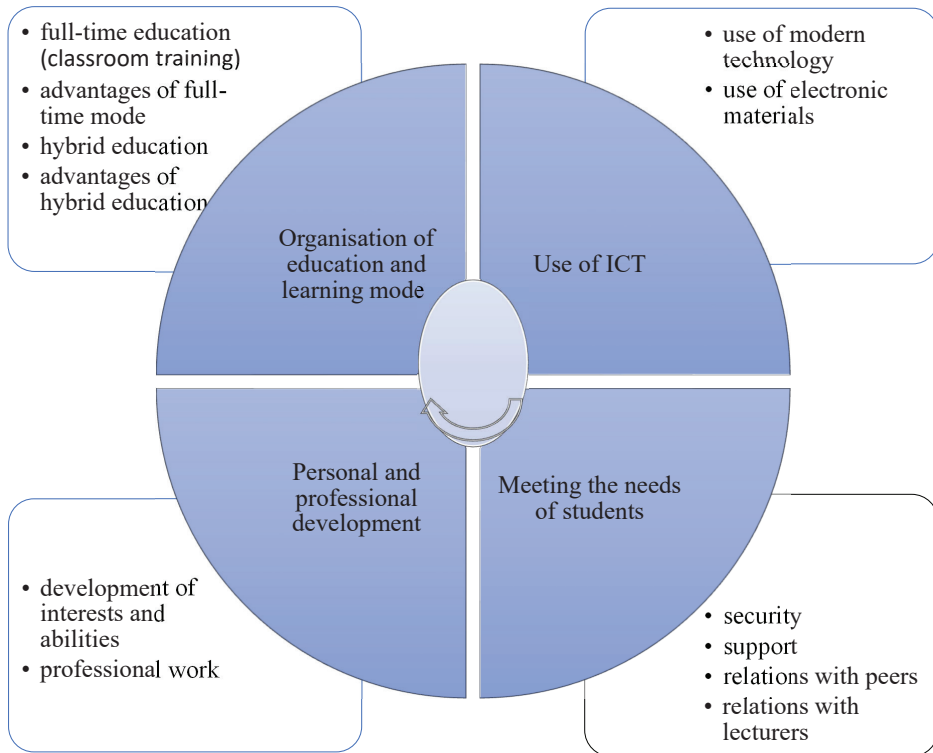 • full-time education
(classroom training)
• advantages of full-
time mode
• hybrid education
• advantages of
hybrid education
• use of modern
technology
• use of electronic
materials
Organisation of
education and
learning mode
Use of ICT
Personal and
professional
development
Meeting the needs
of students
• development of
interests and
abilities
• professional work
• security
• support
• relations with peers
• relations with
lecturers